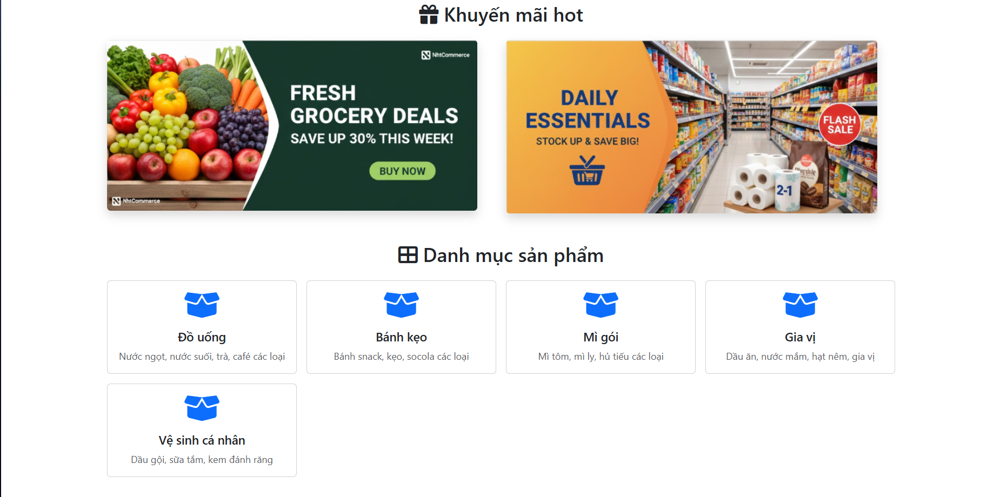 Khuyến mãi hot
NhtCommerce
FRESH
GROCERY DEALS
SAVE UP 30% THIS WEEK!
BUY NOW
NhtCommerce
DAILY
ESSENTIALS
STOCK UP & SAVE BIG!
FLASH
SALE
2-1
Danh mục sản phẩm
Đồ uống
Nước ngọt, nước suối, trà, café các loại
Bánh kẹo
Bánh snack, kẹo, socola các loại
Mì gói
Mì tôm, mì ly, hủ tiếu các loại
Gia vị
Dầu ăn, nước mắm, hạt nêm, gia vị
Vệ sinh cá nhân
Dầu gội, sữa tắm, kem đánh răng